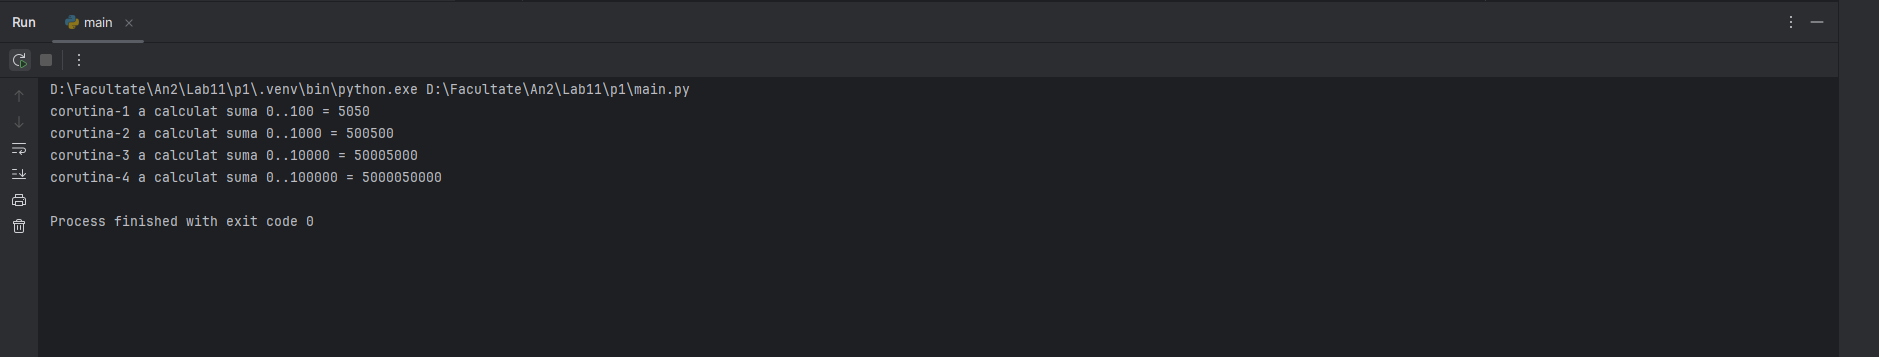 Run main
D:\Facultate\An2\Lab11\p1\.venv\bin\python.exe D:\Facultate\An2\Lab11\p1\main.py
corutina-1 a calculat suma 0..100 = 5050
corutina-2 a calculat suma 0..1000 = 500500
corutina-3 a calculat suma 0..10000 = 50005000
corutina-4 a calculat suma 0..100000 = 5000050000
Process finished with exit code 0